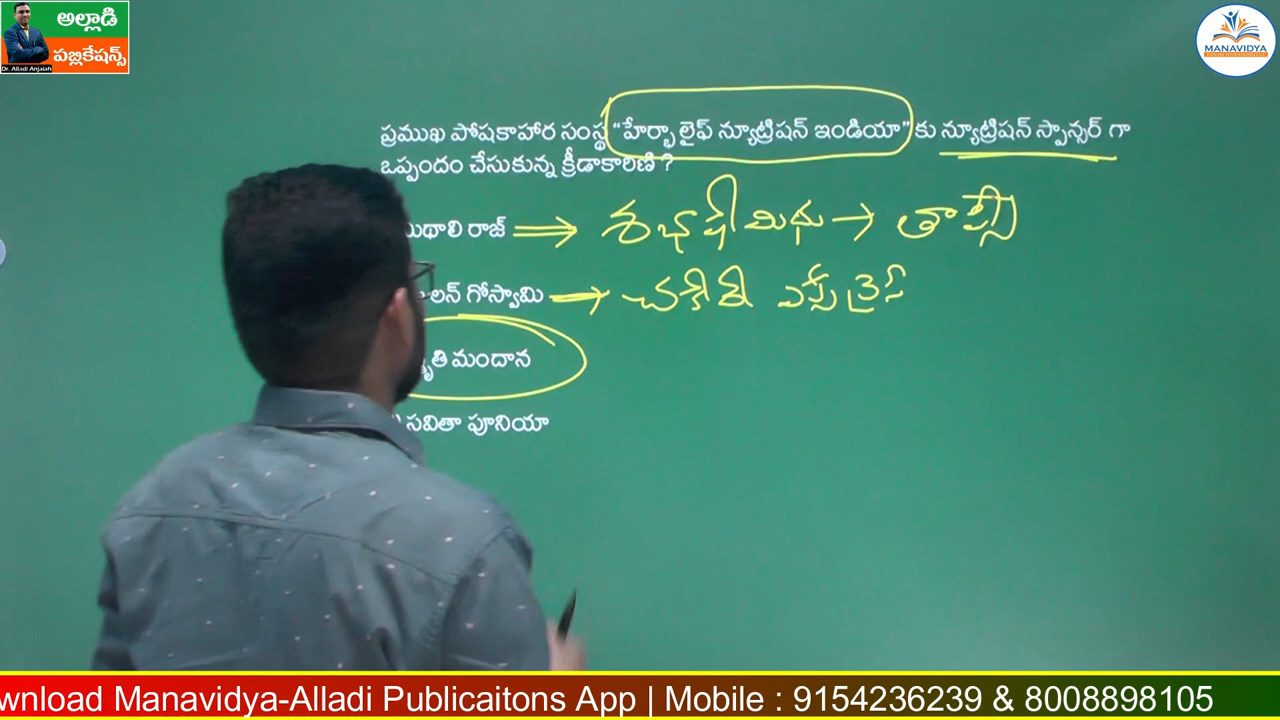 అల్లాడి
పబ్లికేషన్స్
Dr. Alladi Anjaiah
MANAVIDYA
ప్రముఖ పోషకాహార సంస్థ “హేర్భా లైఫ్ న్యూట్రిషన్ ఇండియా” కు న్యూట్రిషన్ స్పాన్సర్ గా
ఒప్పందం చేసుకున్న క్రీడాకారిణి ?
మిథాలి రాజ్ ⇒ శభాష్ మిథు → తాప్సీ
లన్ గోస్వామి → చక్‌దా ఎక్స్ ప్రెస్
మృతి మందాన
సవితా పూనియా
wnload Manavidya-Alladi Publicaitons App | Mobile : 9154236239 & 8008898105